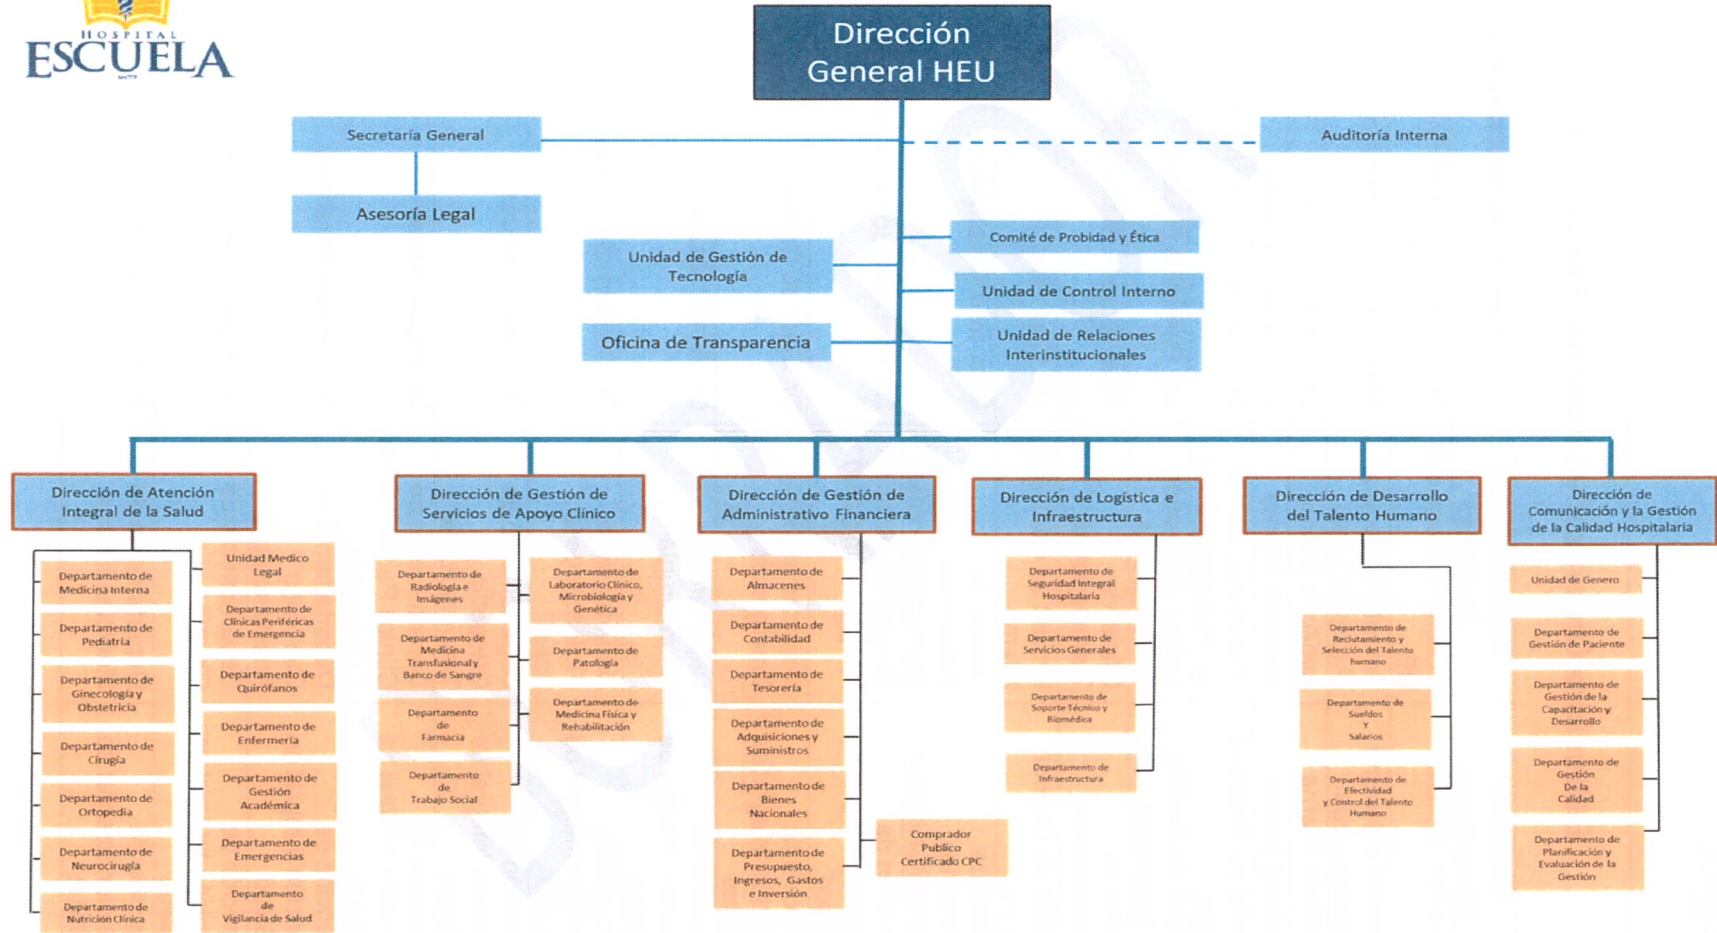 HOSPITAL
ESCUELA
Dirección
General HEU
Secretaría General
Auditoría Interna
Asesoría Legal
Comité de Probidad y Ética
Unidad de Gestión de
Tecnología
Unidad de Control Interno
Oficina de Transparencia
Unidad de Relaciones
Interinstitucionales
Dirección de Atención
Integral de la Salud
Dirección de Gestión de
Servicios de Apoyo Clínico
Dirección de Gestión de
Administrativo Financiera
Dirección de Logística e
Infraestructura
Dirección de Desarrollo
del Talento Humano
Dirección de
Comunicación y la Gestión
de la Calidad Hospitalaria
Departamento de
Medicina Interna
Departamento de
Pediatría
Departamento de
Ginecología y
Obstetricia
Departamento de
Cirugía
Departamento de
Ortopedia
Departamento de
Neurocirugía
Departamento de
Nutrición Clínica
Unidad Medico
Legal
Departamento de
Clínicas Periféricas
de Emergencia
Departamento de
Quirófanos
Departamento de
Enfermería
Departamento de
Gestión
Académica
Departamento de
Emergencias
Departamento
de
Vigilancia de Salud
Departamento de
Radiología e
Imágenes
Departamento de
Medicina
Transfusional y
Banco de Sangre
Departamento
de
Farmacia
Departamento
de
Trabajo Social
Departamento de
Laboratorio Clínico,
Microbiología y
Genética
Departamento de
Patología
Departamento de
Medicina Física y
Rehabilitación
Departamento de
Almacenes
Departamento de
Contabilidad
Departamento de
Tesorería
Departamento de
Adquisiciones y
Suministros
Departamento de
Bienes
Nacionales
Departamento de
Presupuesto,
Ingresos, Gastos
e Inversión
Comprador
Publico
Certificado CPC
Departamento de
Seguridad Integral
Hospitalaria
Departamento de
Servicios Generales
Departamento de
Soporte Técnico y
Biomédica
Departamento de
Infraestructura
Departamento de
Reclutamiento y
Selección del Talento
humano
Departamento de
Sueldos
Y
Salarios
Departamento de
Efectividad
y Control del Talento
Humano
Unidad de Genero
Departamento de
Gestión de Paciente
Departamento de
Gestión de la
Capacitación y
Desarrollo
Departamento de
Gestión
De la
Calidad
Departamento de
Planificación y
Evaluación de la
Gestión
BORRADOR